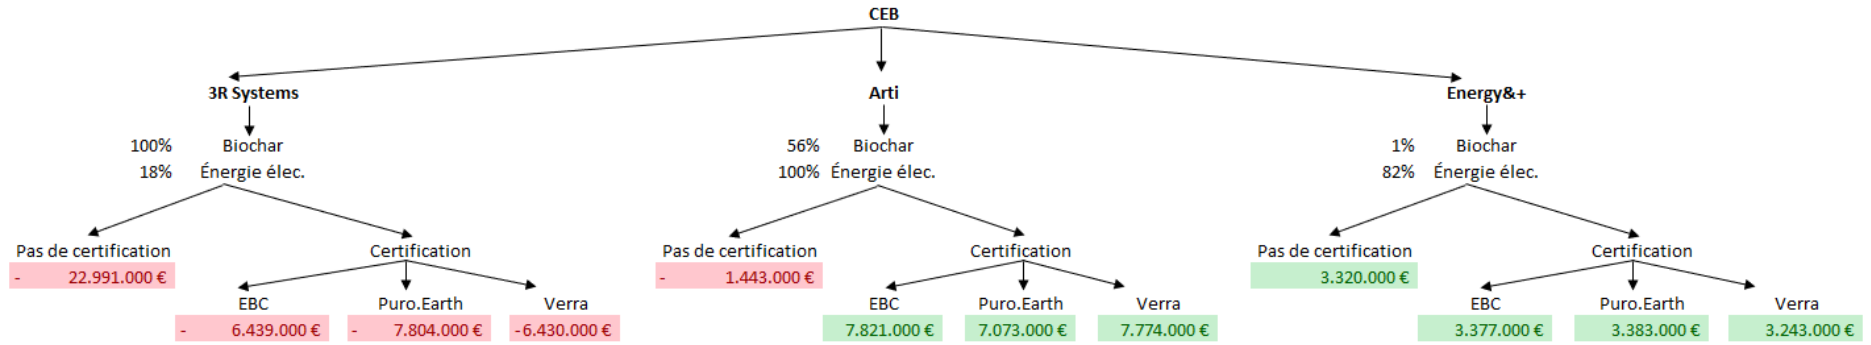 CEB
3R Systems Arti Energy&+
100% Biochar 56% Biochar 1% Biochar
18% Énergie élec. 100% Énergie élec. 82% Énergie élec.
Pas de certification Certification Pas de certification Certification Pas de certification Certification
- 22.991.000 € - 1.443.000 € 3.320.000 €
EBC Puro.Earth Verra EBC Puro.Earth Verra EBC Puro.Earth Verra
- 6.439.000 € - 7.804.000 € -6.430.000 € 7.821.000 € 7.073.000 € 7.774.000 € 3.377.000 € 3.383.000 € 3.243.000 €